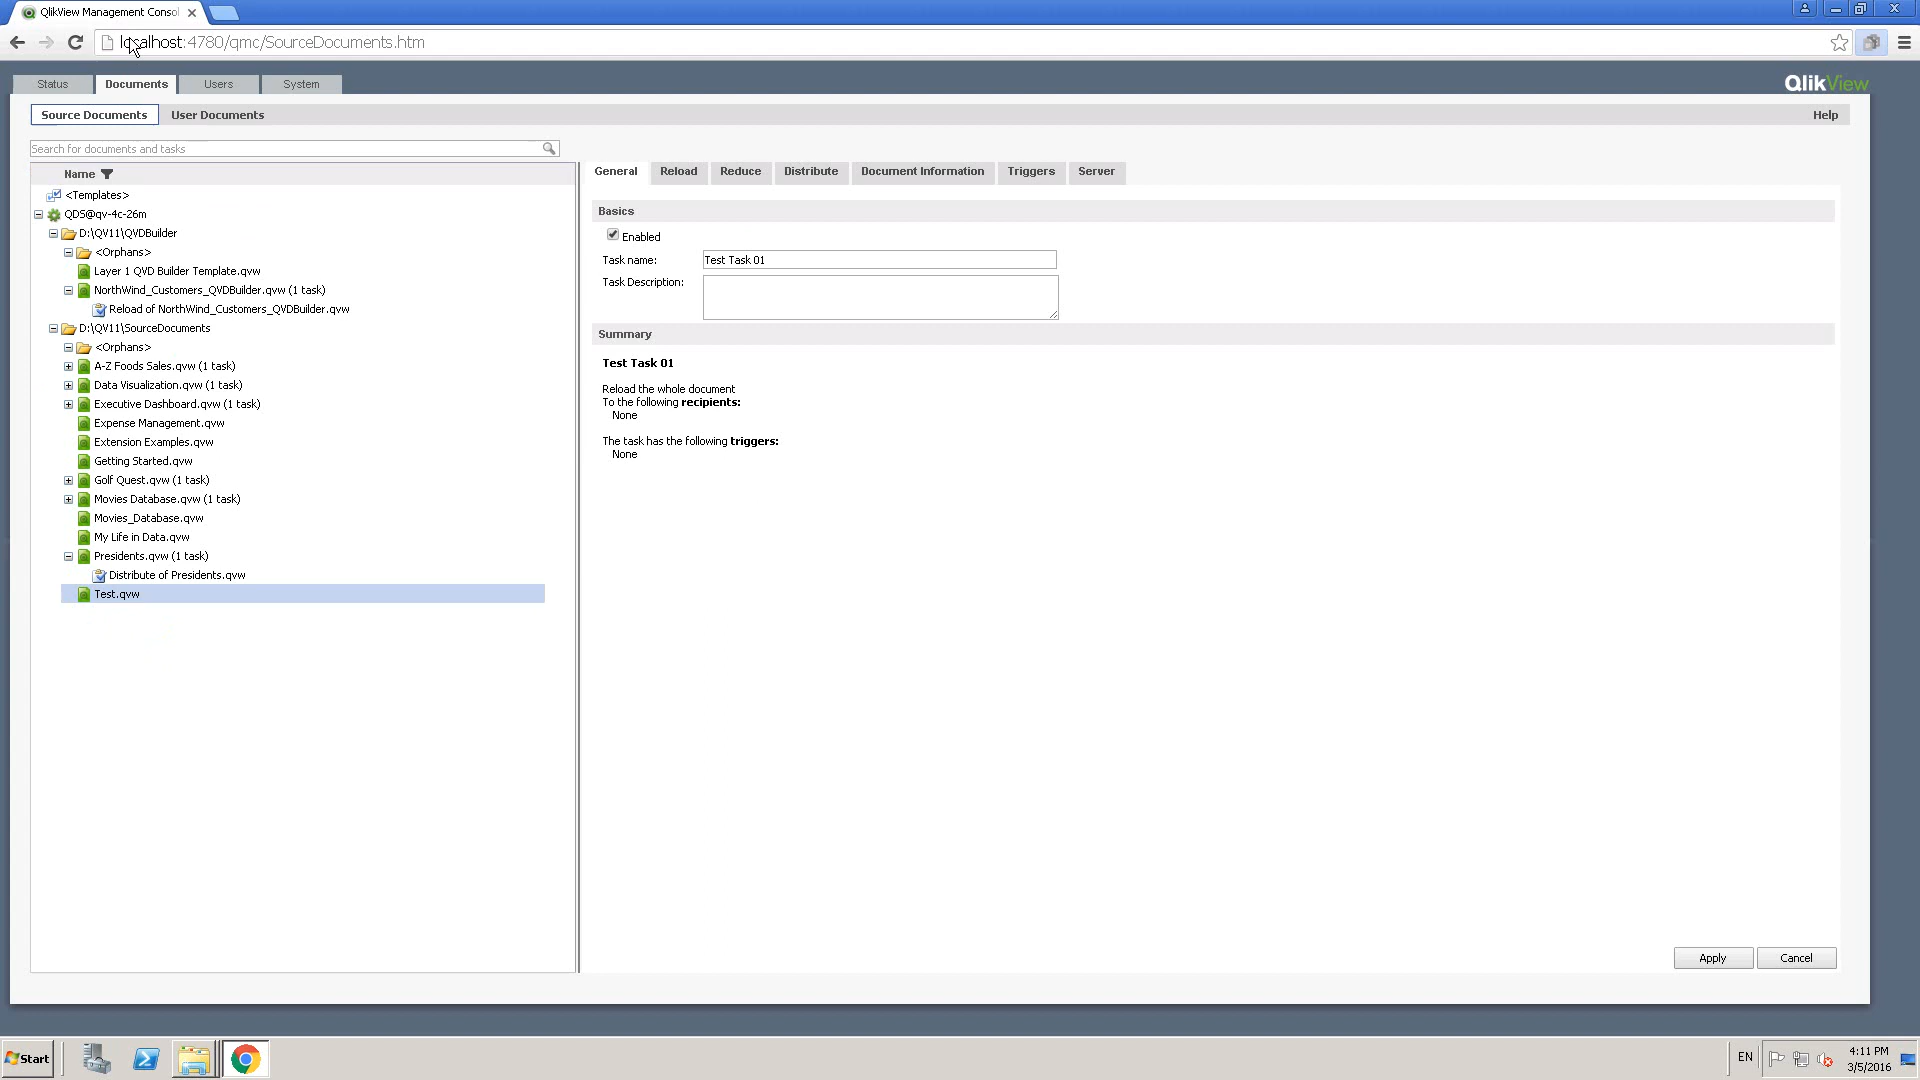 QlikView Management Consol
localhost:4780/qmc/SourceDocuments.htm
Status
Documents
Users
System
QlikView
Source Documents
User Documents
Help
Search for documents and tasks
Name
<Templates>
QDS@qv-4c-26m
D:\QV11\QVDBuilder
<Orphans>
Layer 1 QVD Builder Template.qvw
NorthWind_Customers_QVDBuilder.qvw (1 task)
Reload of NorthWind_Customers_QVDBuilder.qvw
D:\QV11\SourceDocuments
<Orphans>
A-Z Foods Sales.qvw (1 task)
Data Visualization.qvw (1 task)
Executive Dashboard.qvw (1 task)
Expense Management.qvw
Extension Examples.qvw
Getting Started.qvw
Golf Quest.qvw (1 task)
Movies Database.qvw (1 task)
Movies_Database.qvw
My Life in Data.qvw
Presidents.qvw (1 task)
Distribute of Presidents.qvw
Test.qvw
General
Reload
Reduce
Distribute
Document Information
Triggers
Server
Basics
Enabled
Task name:
Test Task 01
Task Description:
Summary
Test Task 01
Reload the whole document
To the following recipients:
None
The task has the following triggers:
None
Apply
Cancel
Start
EN
4:11 PM
3/5/2016